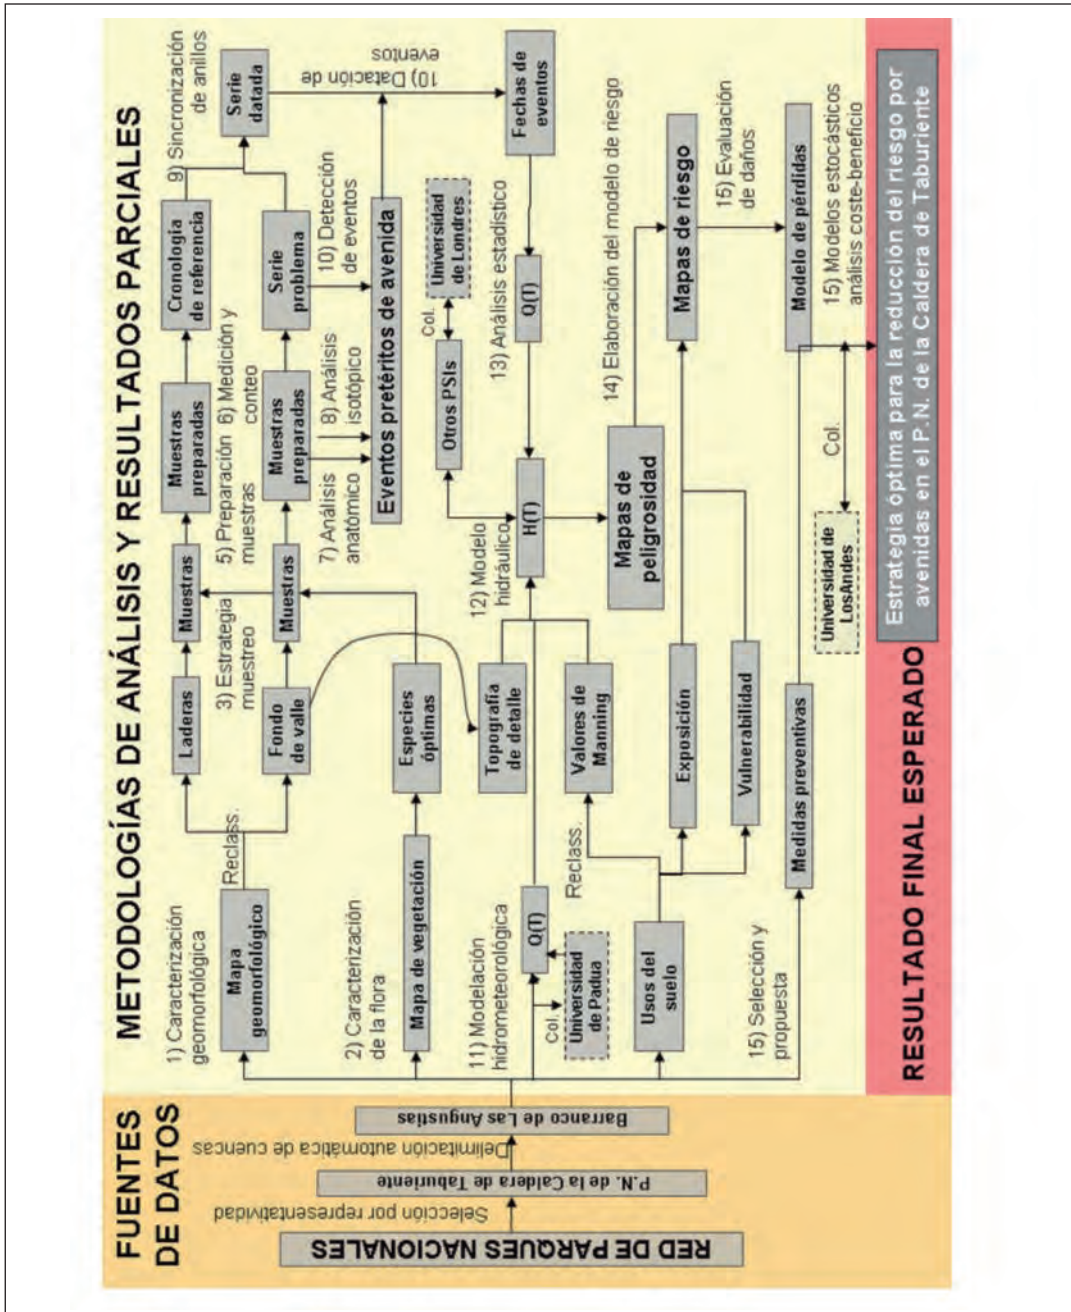 FUENTES
DE DATOS
METODOLOGÍAS DE ANÁLISIS Y RESULTADOS PARCIALES
RED DE PARQUES NACIONALES
Selección por representatividad
P.N. de la Caldera de Taburiente
Delimitación automática de cuencas
Barranco de Las Angustias
1) Caracterización
geomorfológica
Mapa
geomorfológico
Reclass.
Laderas
Fondo
de valle
3) Estrategia
muestreo
Muestras
Muestras
5) Preparación
muestras
Muestras
preparadas
Muestras
preparadas
6) Medición y
conteo
Cronología
de referencia
Serie
problema
9) Sincronización
de anillos
Serie
datada
10) Datación de
eventos
10) Detección
de eventos
7) Análisis
anatómico
8) Análisis
isotópico
Eventos pretéritos de avenida
Fechas de
eventos
2) Caracterización
de la flora
Mapa de vegetación
Especies
óptimas
Topografía
de detalle
11) Modelación
hidrometeorológica
Q(T)
Col.
Universidad
de Padua
Reclass.
Valores de
Manning
12) Modelo
hidráulico
H(T)
Otros PSIs
Col.
Universidad
de Londres
13) Análisis estadístico
Q(T)
Mapas de
peligrosidad
14) Elaboración del modelo de riesgo
Mapas de riesgo
Usos del
suelo
Exposición
Vulnerabilidad
15) Evaluación
de daños
Modelo de pérdidas
15) Selección y
propuesta
Medidas preventivas
15) Modelos estocásticos
análisis coste-beneficio
Col.
Universidad de
LosAndes
RESULTADO FINAL ESPERADO
Estrategia óptima para la reducción del riesgo por
avenidas en el P.N. de la Caldera de Taburiente